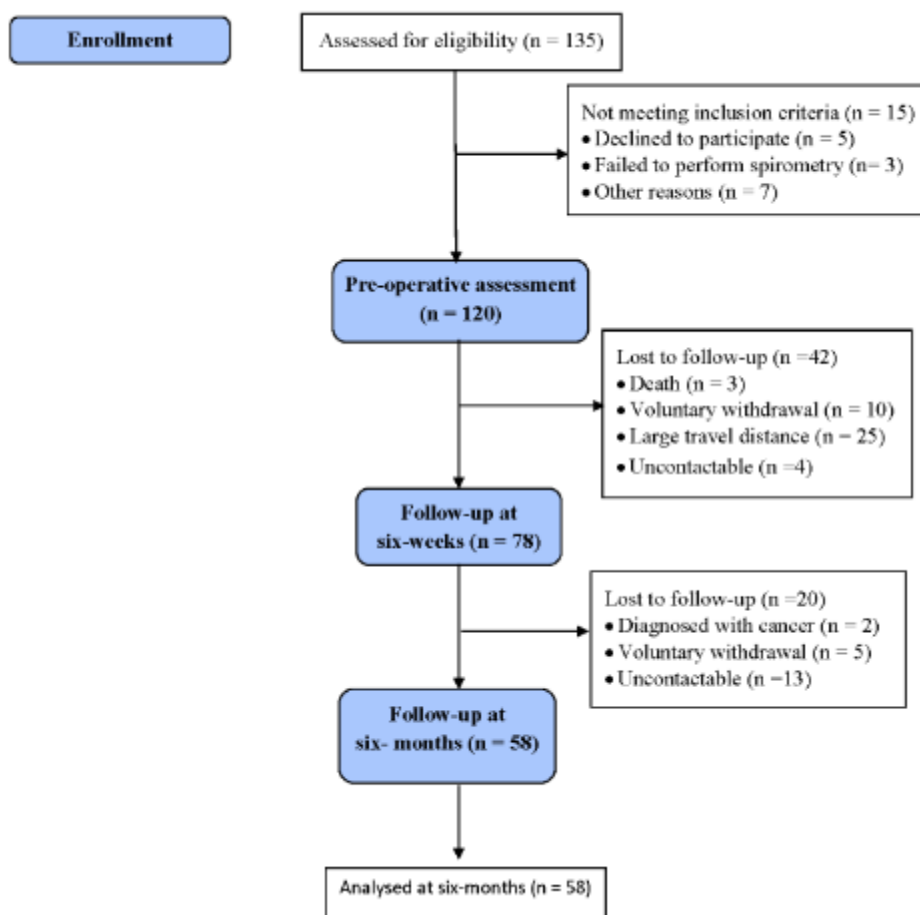 Enrollment
Assessed for eligibility (n = 135)
Not meeting inclusion criteria (n = 15)
• Declined to participate (n = 5)
• Failed to perform spirometry (n= 3)
• Other reasons (n = 7)
Pre-operative assessment
(n = 120)
Lost to follow-up (n =42)
• Death (n = 3)
• Voluntary withdrawal (n = 10)
• Large travel distance (n = 25)
• Uncontactable (n =4)
Follow-up at
six-weeks (n = 78)
Lost to follow-up (n =20)
• Diagnosed with cancer (n = 2)
• Voluntary withdrawal (n = 5)
• Uncontactable (n =13)
Follow-up at
six- months (n = 58)
Analysed at six-months (n = 58)